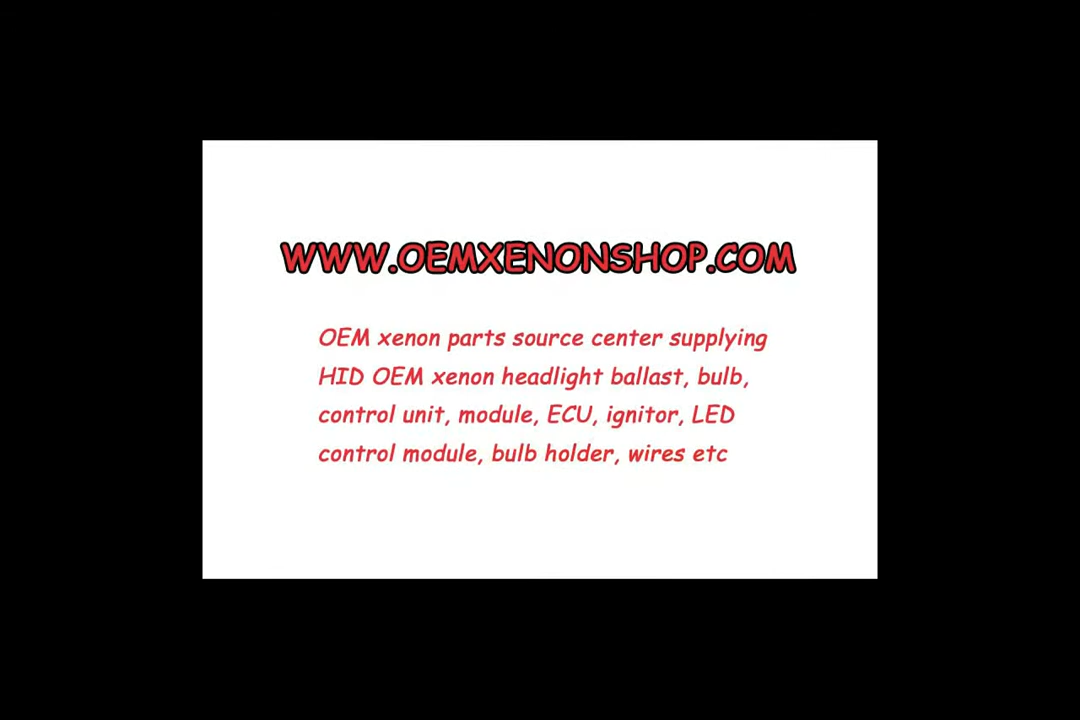 WWW.OEMXENONSHOP.COM
OEM xenon parts source center supplying
HID OEM xenon headlight ballast, bulb,
control unit, module, ECU, ignitor, LED
control module, bulb holder, wires etc